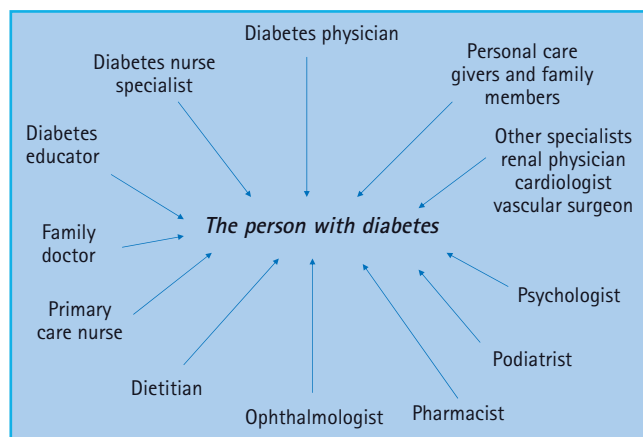 Diabetes physician
Diabetes nurse
specialist
Personal care
givers and family
members
Diabetes
educator
Other specialists
renal physician
cardiologist
vascular surgeon
The person with diabetes
Family
doctor
Primary
care nurse
Psychologist
Podiatrist
Dietitian
Ophthalmologist
Pharmacist